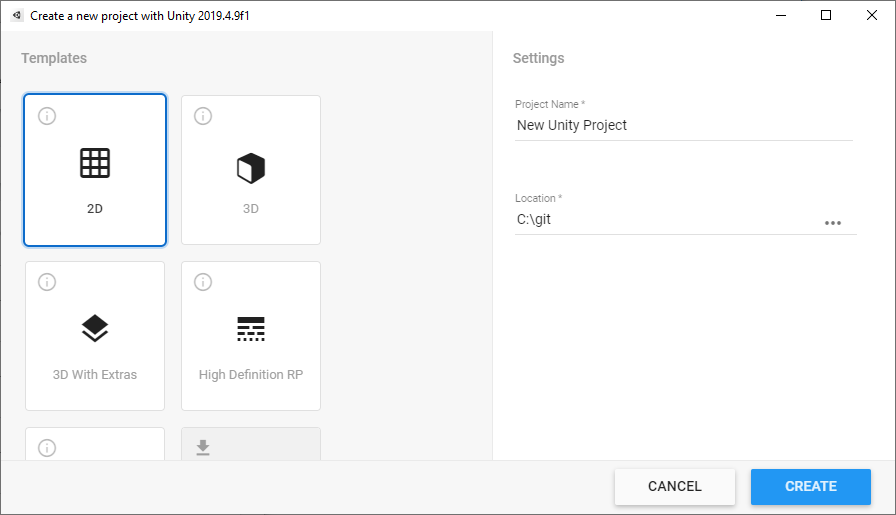 Create a new project with Unity 2019.4.9f1
Templates
2D
3D
3D With Extras
High Definition RP
Settings
Project Name *
New Unity Project
Location *
C:\git
CANCEL
CREATE